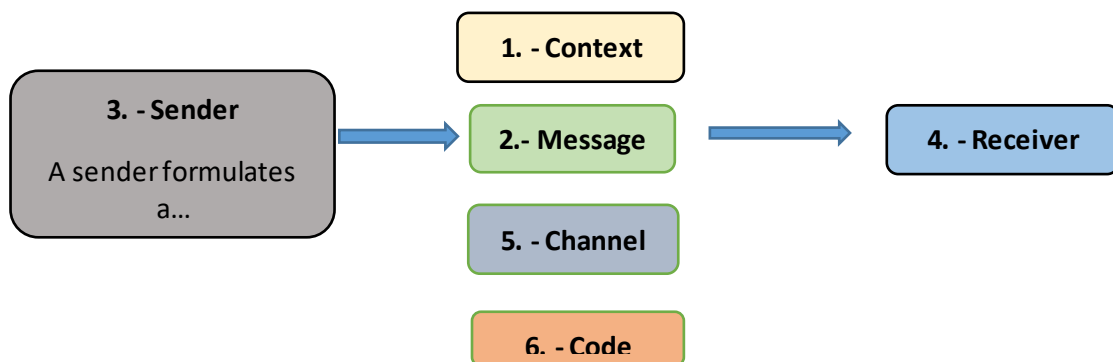 1. - Context
3. - Sender
A sender formulates
a...
2.- Message
4. - Receiver
5. - Channel
6. - Code